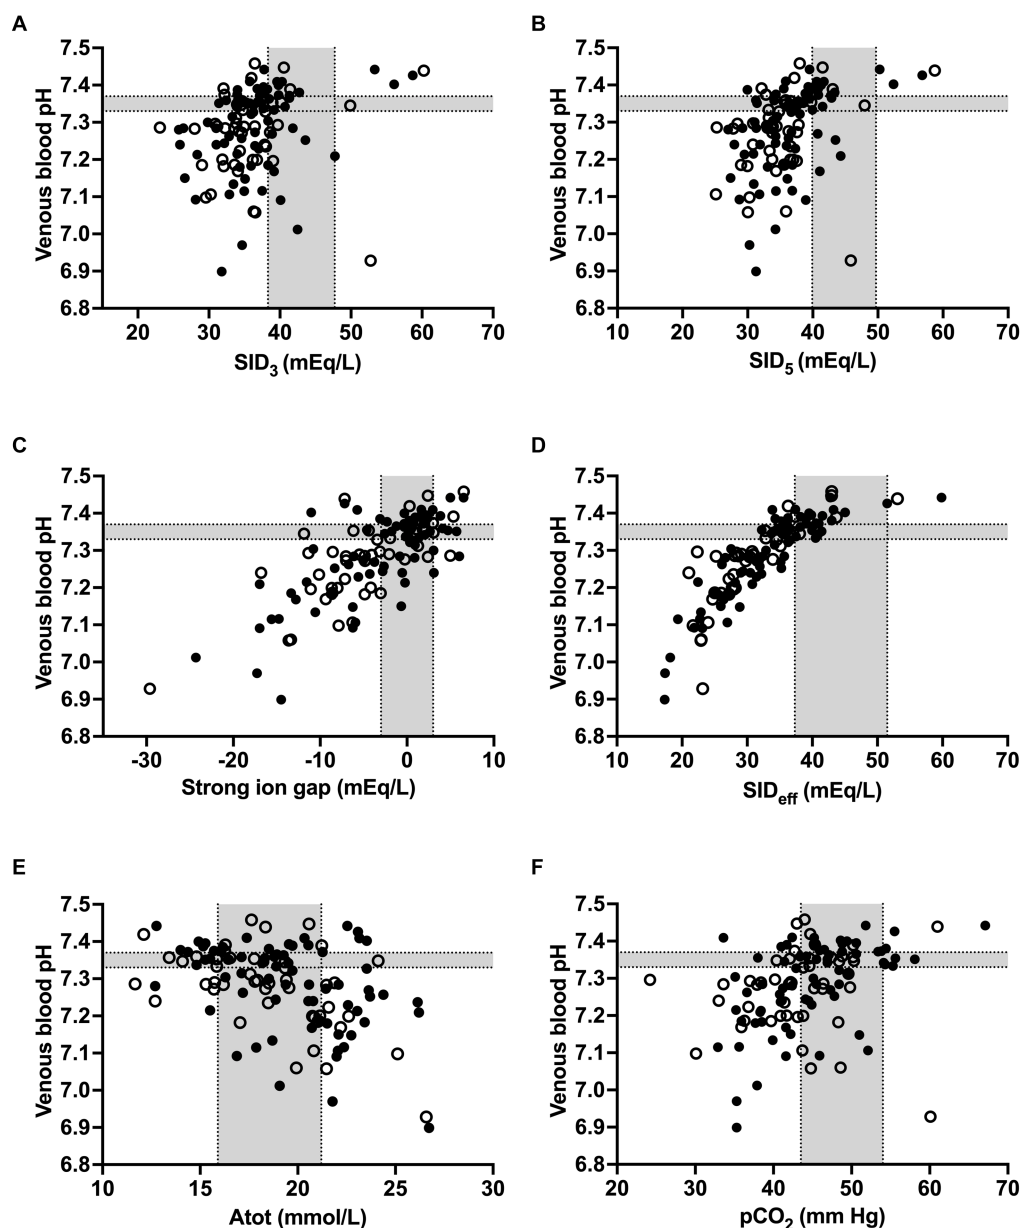 A
B
7.5
7.4
7.3
7.2
7.1
7.0
6.9
6.8
Venous blood pH
20 30 40 50 60 70
SID3 (mEq/L)
7.5
7.4
7.3
7.2
7.1
7.0
6.9
6.8
Venous blood pH
10 20 30 40 50 60 70
SID5 (mEq/L)
C
D
7.5
7.4
7.3
7.2
7.1
7.0
6.9
6.8
Venous blood pH
-30 -20 -10 0 10
Strong ion gap (mEq/L)
7.5
7.4
7.3
7.2
7.1
7.0
6.9
6.8
Venous blood pH
10 20 30 40 50 60 70
SIDeff (mEq/L)
E
F
7.5
7.4
7.3
7.2
7.1
7.0
6.9
6.8
Venous blood pH
10 15 20 25 30
Atot (mmol/L)
7.5
7.4
7.3
7.2
7.1
7.0
6.9
6.8
Venous blood pH
20 30 40 50 60 70
pCO2 (mm Hg)